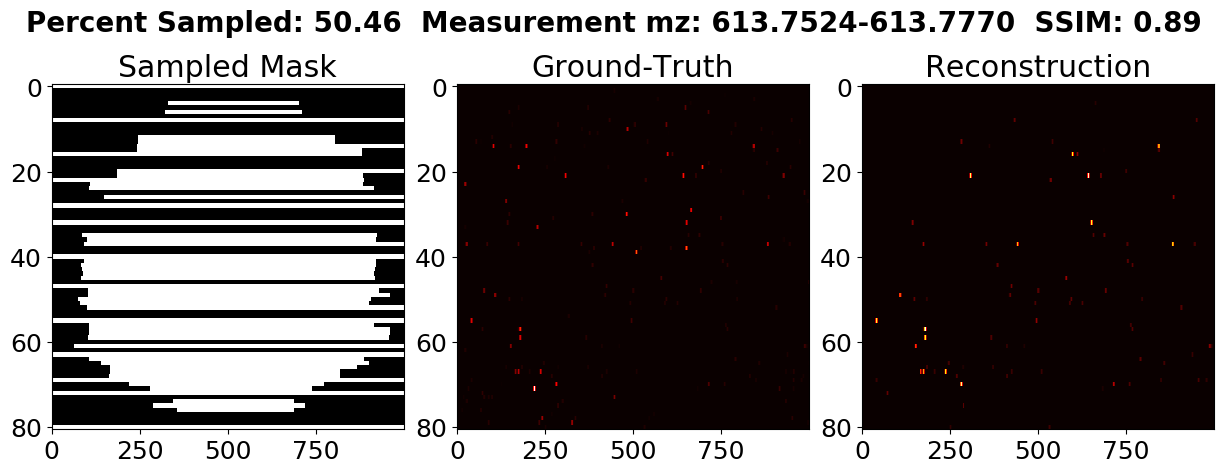 Percent Sampled: 50.46 Measurement mz: 613.7524-613.7770 SSIM: 0.89
Sampled Mask Ground-Truth Reconstruction
0 0 0
20 20 20
40 40 40
60 60 60
80 80 80
0 250 500 750 0 250 500 750 0 250 500 750